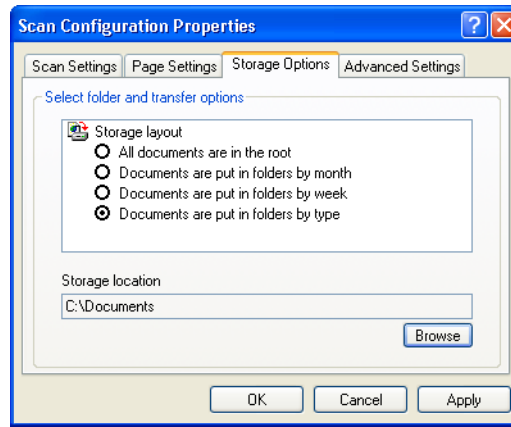 Scan Configuration Properties
Scan Settings Page Settings Storage Options Advanced Settings
Select folder and transfer options
Storage layout
All documents are in the root
Documents are put in folders by month
Documents are put in folders by week
Documents are put in folders by type
Storage location
C:\Documents
Browse
OK Cancel Apply